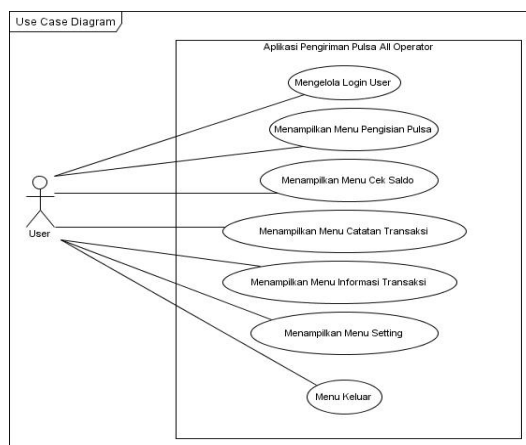 Use Case Diagram
Aplikasi Pengiriman Pulsa All Operator
Mengelola Login User
Menampilkan Menu Pengisian Pulsa
Menampilkan Menu Cek Saldo
User
Menampilkan Menu Catatan Transaksi
Menampilkan Menu Informasi Transaksi
Menampilkan Menu Setting
Menu Keluar